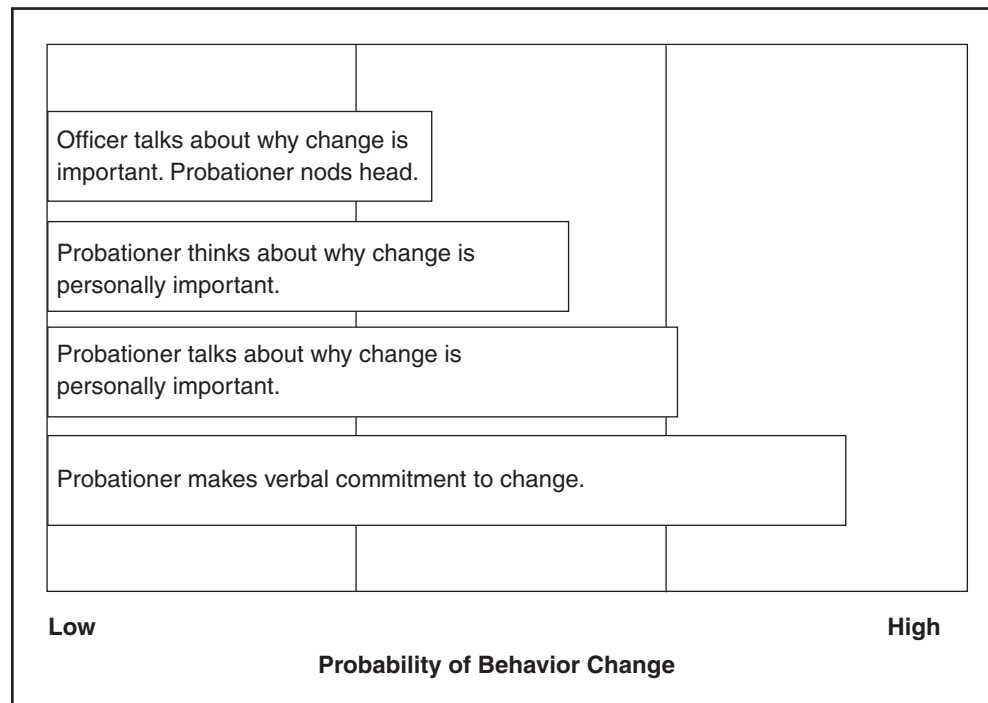 Officer talks about why change is
important. Probationer nods head.
Probationer thinks about why change is
personally important.
Probationer talks about why change is
personally important.
Probationer makes verbal commitment to change.
Low
High
Probability of Behavior Change